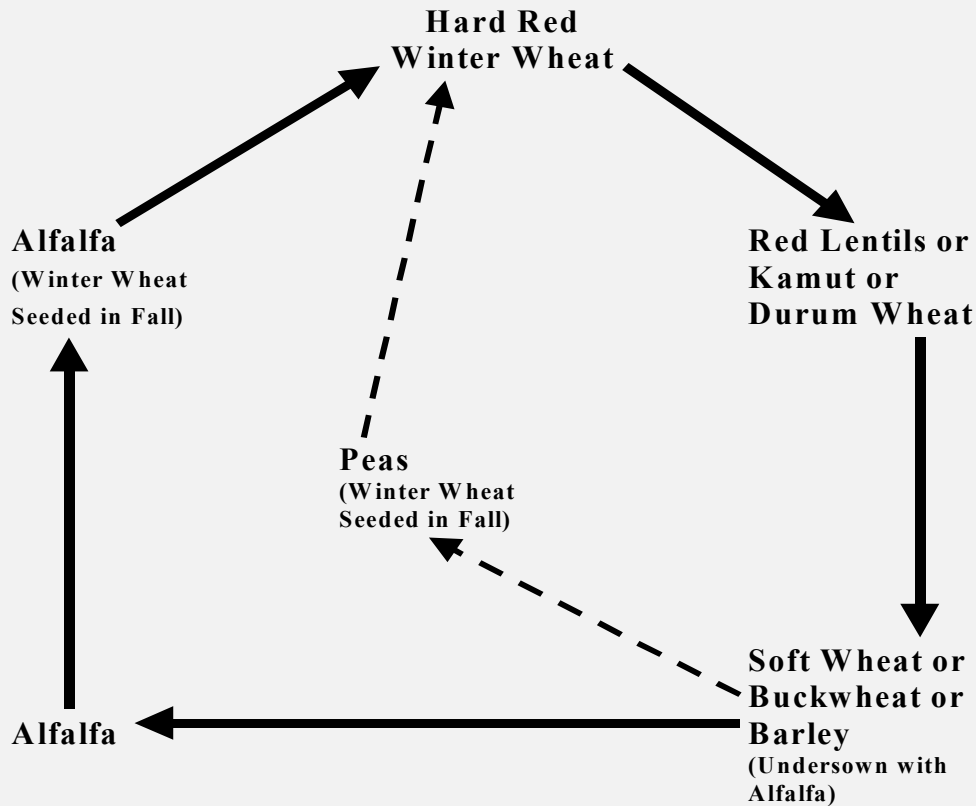 Hard Red
Winter Wheat
Alfalfa
(Winter Wheat
Seeded in Fall)
Red Lentils or
Kamut or
Durum Wheat
Peas
(Winter Wheat
Seeded in Fall)
Soft Wheat or
Buckwheat or
Barley
(Undersown with
Alfalfa)
Alfalfa